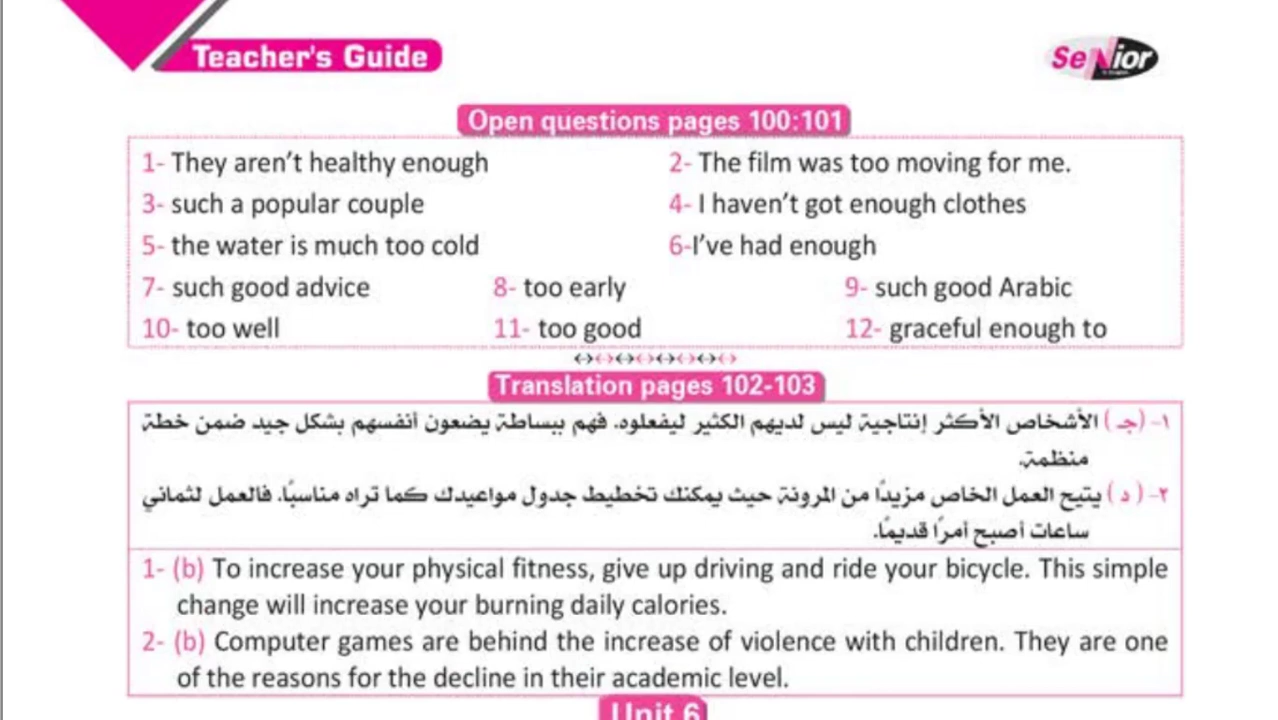 Teacher's Guide
SeNior
Open questions pages 100:101
1- They aren't healthy enough 2- The film was too moving for me.
3- such a popular couple 4- I haven't got enough clothes
5- the water is much too cold 6-I've had enough
7- such good advice 8- too early 9- such good Arabic
10- too well 11- too good 12- graceful enough to
Translation pages 102-103
١- (جـ) الأشخاص الأكثر إنتاجية ليس لديهم الكثير ليفعلوه. فهم ببساطة يضعون أنفسهم بشكل جيد ضمن خطة
منظمة.
٢- (د) يتيح العمل الخاص مزيدًا من المرونة حيث يمكنك تخطيط جدول مواعيدك كما تراه مناسبًا. فالعمل لثماني
ساعات أصبح أمرًا قديمًا.
1- (b) To increase your physical fitness, give up driving and ride your bicycle. This simple
change will increase your burning daily calories.
2- (b) Computer games are behind the increase of violence with children. They are one
of the reasons for the decline in their academic level.
Unit 6